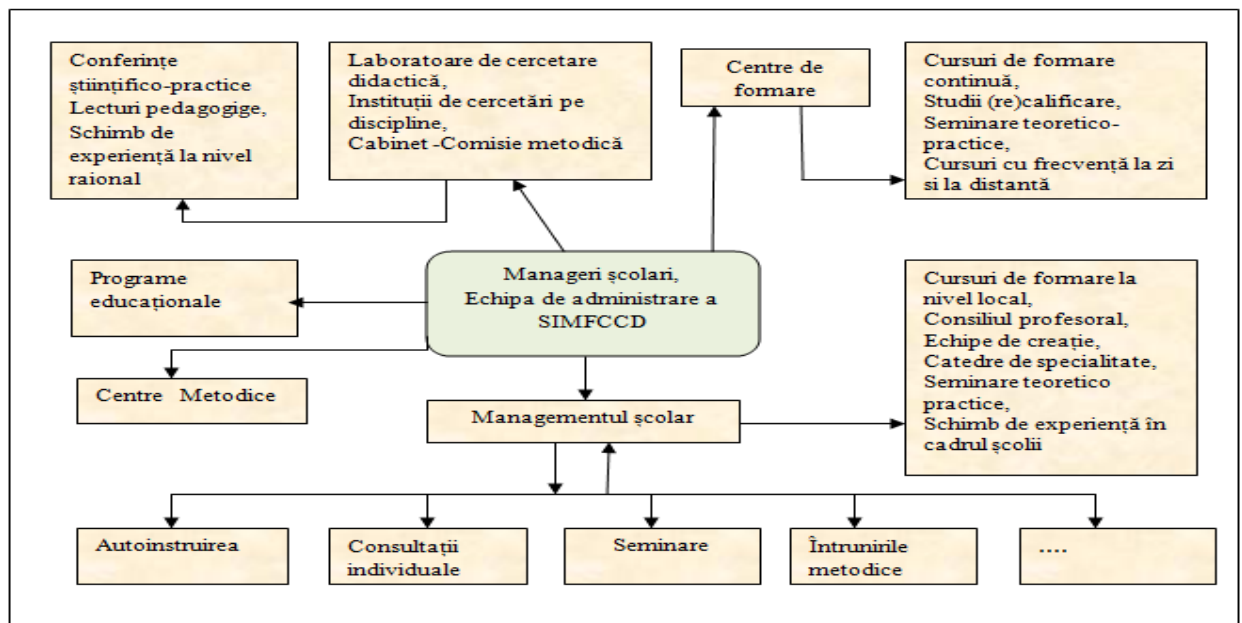 Conferințe
științifico-practice
Lecturi pedagogige,
Schimb de
experiență la nivel
raional
Laboratoare de cercetare
didactică,
Instituții de cercetări pe
discipline,
Cabinet -Comisie metodică
Centre de
formare
Cursuri de formare
continuă,
Studii (re)calificare,
Seminare teoretico-
practice,
Cursuri cu frecvență la zi
si la distantă
Programe
educaționale
Manageri școlari,
Echipa de administrare a
SIMFCCD
Cursuri de formare la
nivel local,
Consiliul profesoral,
Echipe de creație,
Catedre de specialitate,
Seminare teoretico
practice,
Schimb de experiență în
cadrul școlii
Centre Metodice
Managementul școlar
Autoinstruirea
Consultații
individuale
Seminare
Întrunirile
metodice
....